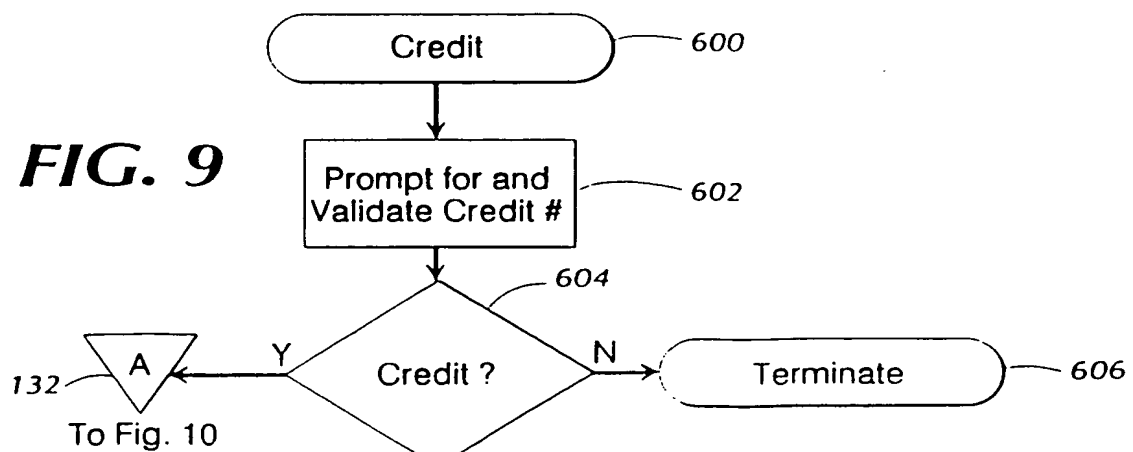 Credit
600
FIG. 9
Prompt for and
Validate Credit #
602
604
Y
N
A
132
Credit ?
Terminate
606
To Fig. 10